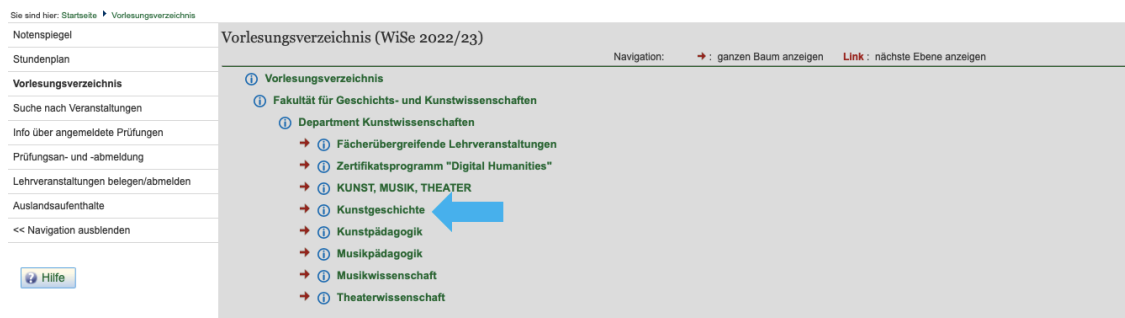 Sie sind hier: Startseite Vorlesungsverzeichnis
Notenspiegel
Stundenplan
Vorlesungsverzeichnis
Suche nach Veranstaltungen
Info über angemeldete Prüfungen
Prüfungsan- und -abmeldung
Lehrveranstaltungen belegen/abmelden
Auslandsaufenthalte
<< Navigation ausblenden
Hilfe
Vorlesungsverzeichnis (WiSe 2022/23)
Navigation: : ganzen Baum anzeigen Link : nächste Ebene anzeigen
Vorlesungsverzeichnis
Fakultät für Geschichts- und Kunstwissenschaften
Department Kunstwissenschaften
Fächerübergreifende Lehrveranstaltungen
Zertifikatsprogramm "Digital Humanities"
KUNST, MUSIK, THEATER
Kunstgeschichte
Kunstpädagogik
Musikpädagogik
Musikwissenschaft
Theaterwissenschaft